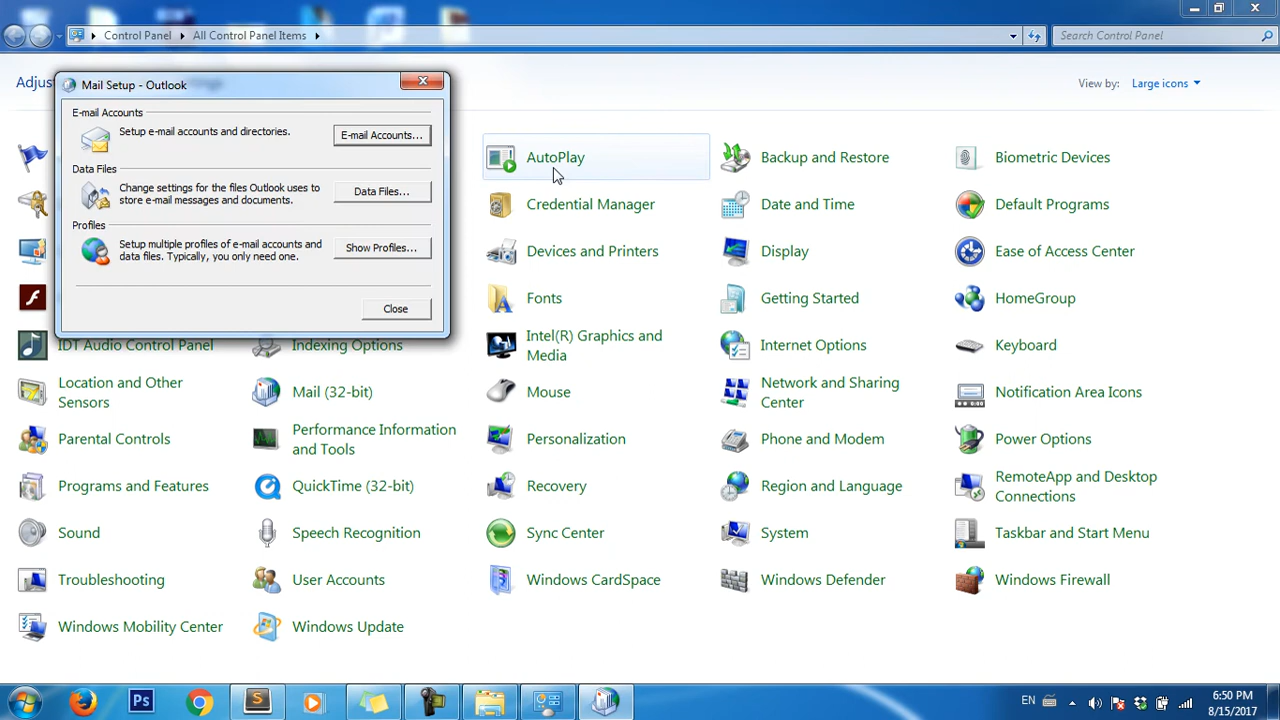 Control Panel
All Control Panel Items
Search Control Panel
View by:
Large icons
Mail Setup - Outlook
E-mail Accounts
Setup e-mail accounts and directories.
E-mail Accounts...
Data Files
Change settings for the files Outlook uses to
store e-mail messages and documents.
Data Files...
Profiles
Setup multiple profiles of e-mail accounts and
data files. Typically, you only need one.
Show Profiles...
Close
AutoPlay
Backup and Restore
Biometric Devices
Credential Manager
Date and Time
Default Programs
Devices and Printers
Display
Ease of Access Center
Fonts
Getting Started
HomeGroup
IDT Audio Control Panel
Indexing Options
Intel(R) Graphics and
Media
Internet Options
Keyboard
Location and Other
Sensors
Mail (32-bit)
Mouse
Network and Sharing
Center
Notification Area Icons
Parental Controls
Performance Information
and Tools
Personalization
Phone and Modem
Power Options
Programs and Features
QuickTime (32-bit)
Recovery
Region and Language
RemoteApp and Desktop
Connections
Sound
Speech Recognition
Sync Center
System
Taskbar and Start Menu
Troubleshooting
User Accounts
Windows CardSpace
Windows Defender
Windows Firewall
Windows Mobility Center
Windows Update
Ps
S
EN
6:50 PM
8/15/2017